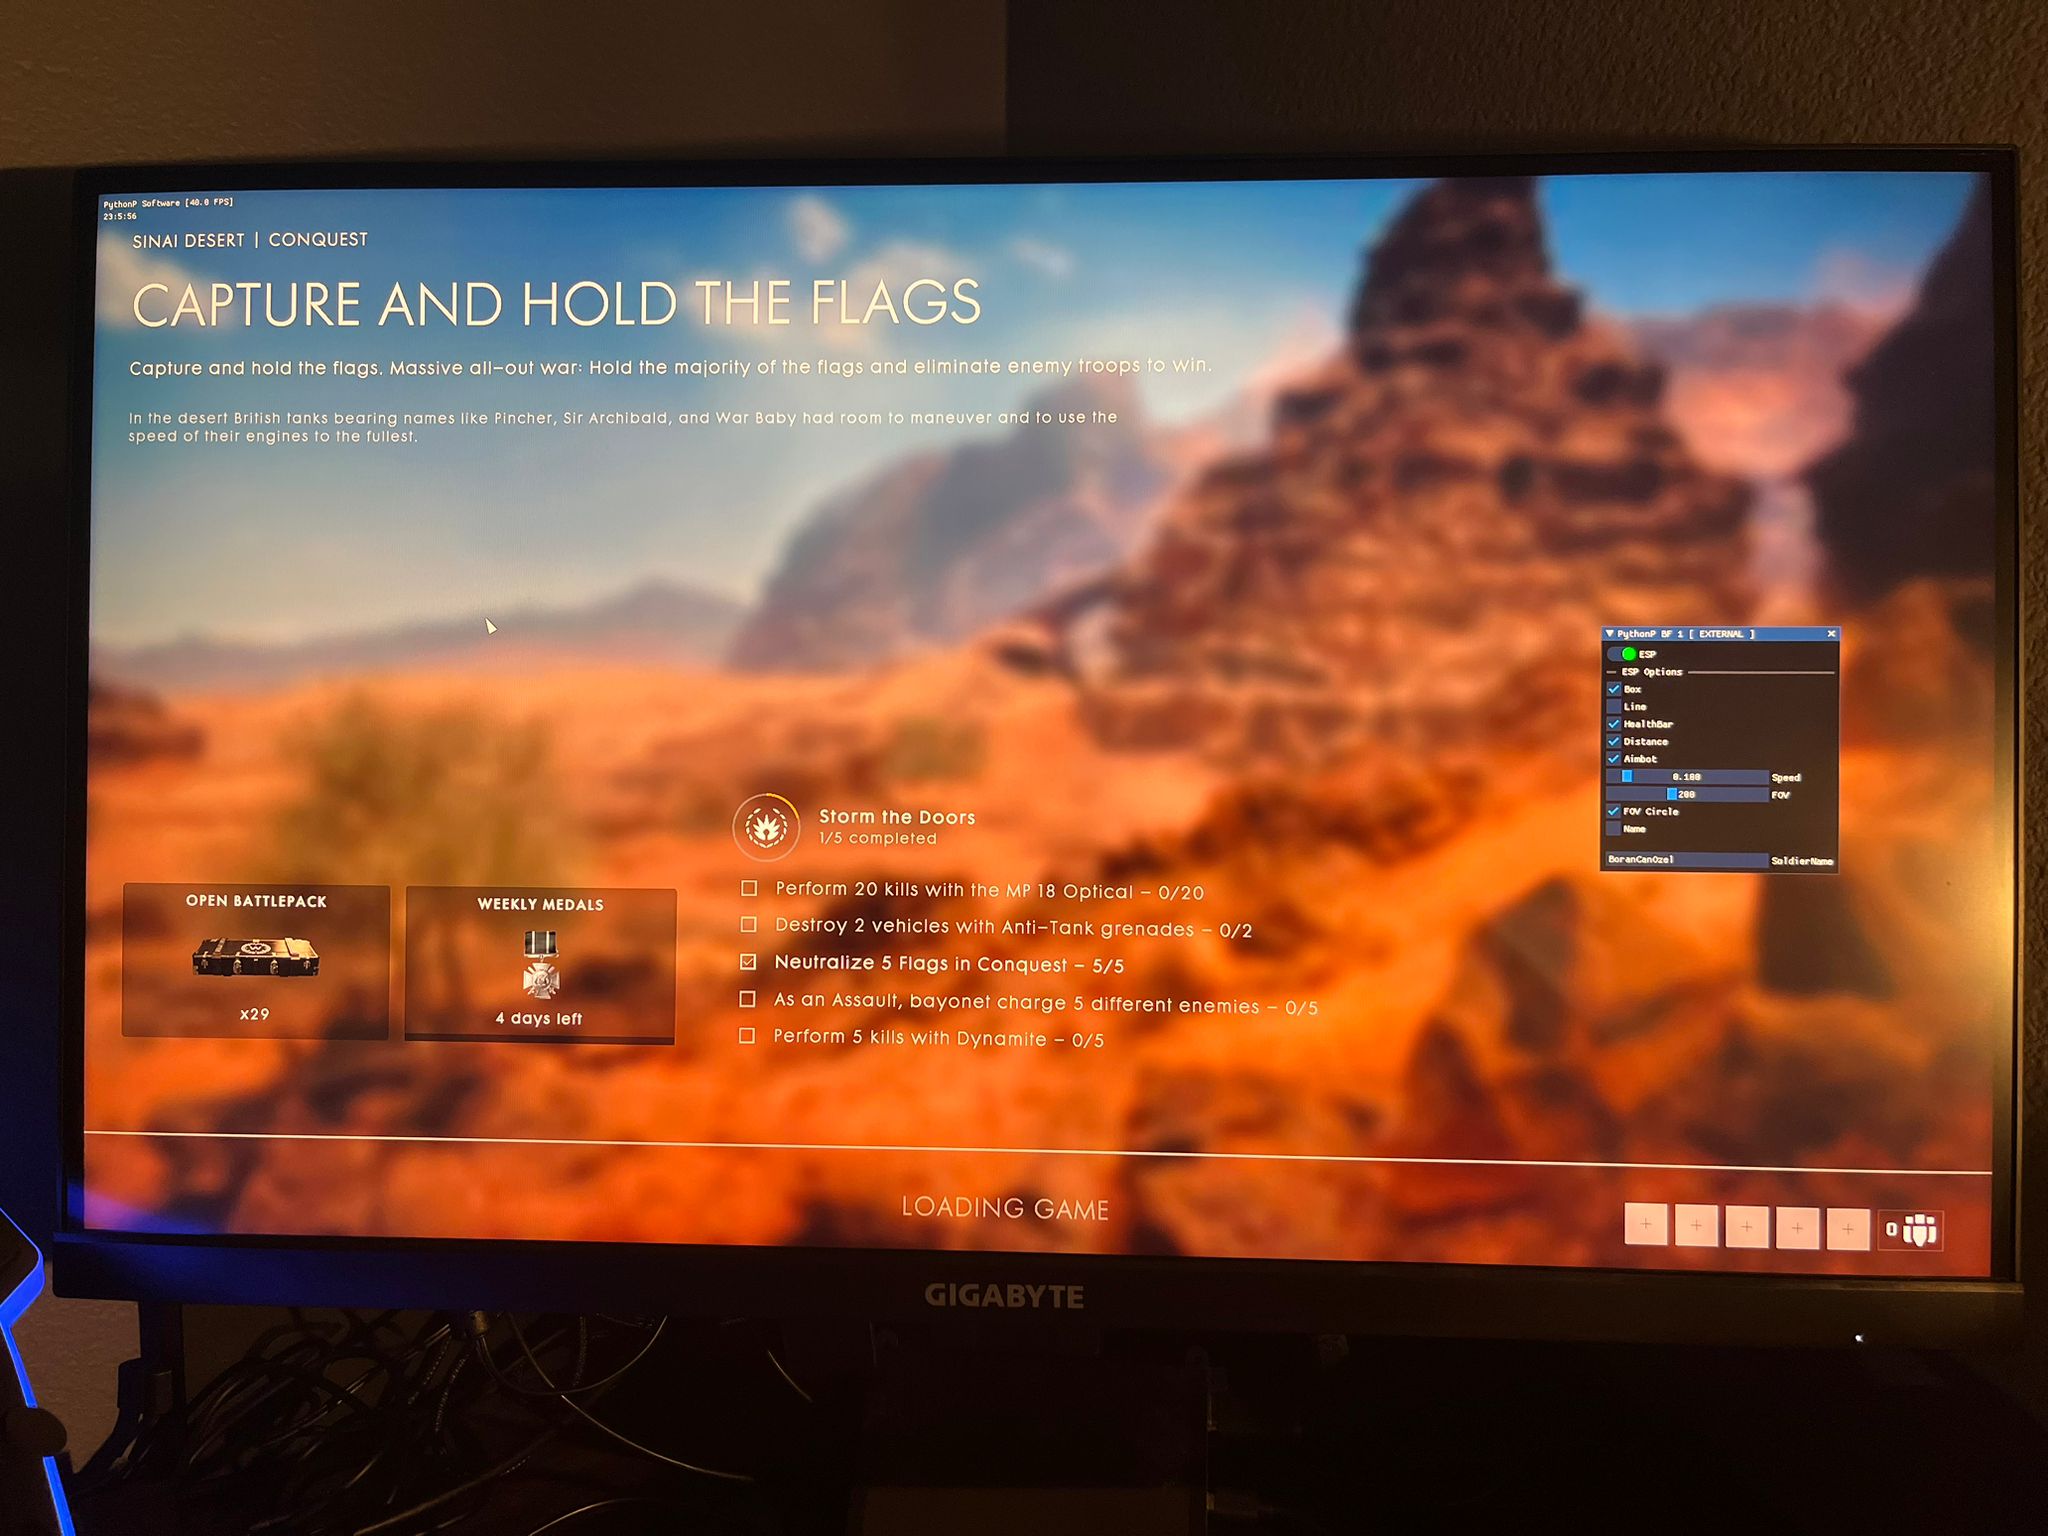 PythonP Software [40.0 FPS]
23:5:56
SINAI DESERT | CONQUEST
CAPTURE AND HOLD THE FLAGS
Capture and hold the flags. Massive all-out war: Hold the majority of the flags and eliminate enemy troops to win.
In the desert British tanks bearing names like Pincher, Sir Archibald, and War Baby had room to maneuver and to use the
speed of their engines to the fullest.
PythonP BF 1 [ EXTERNAL ]
ESP
ESP Options
Box
Line
HealthBar
Distance
Aimbot
0.100 Speed
200 FOV
FOV Circle
Name
BoranCanOzel SoldierName
Storm the Doors
1/5 completed
Perform 20 kills with the MP 18 Optical – 0/20
Destroy 2 vehicles with Anti-Tank grenades – 0/2
Neutralize 5 Flags in Conquest – 5/5
As an Assault, bayonet charge 5 different enemies – 0/5
Perform 5 kills with Dynamite – 0/5
OPEN BATTLEPACK
x29
WEEKLY MEDALS
4 days left
LOADING GAME
0
GIGABYTE